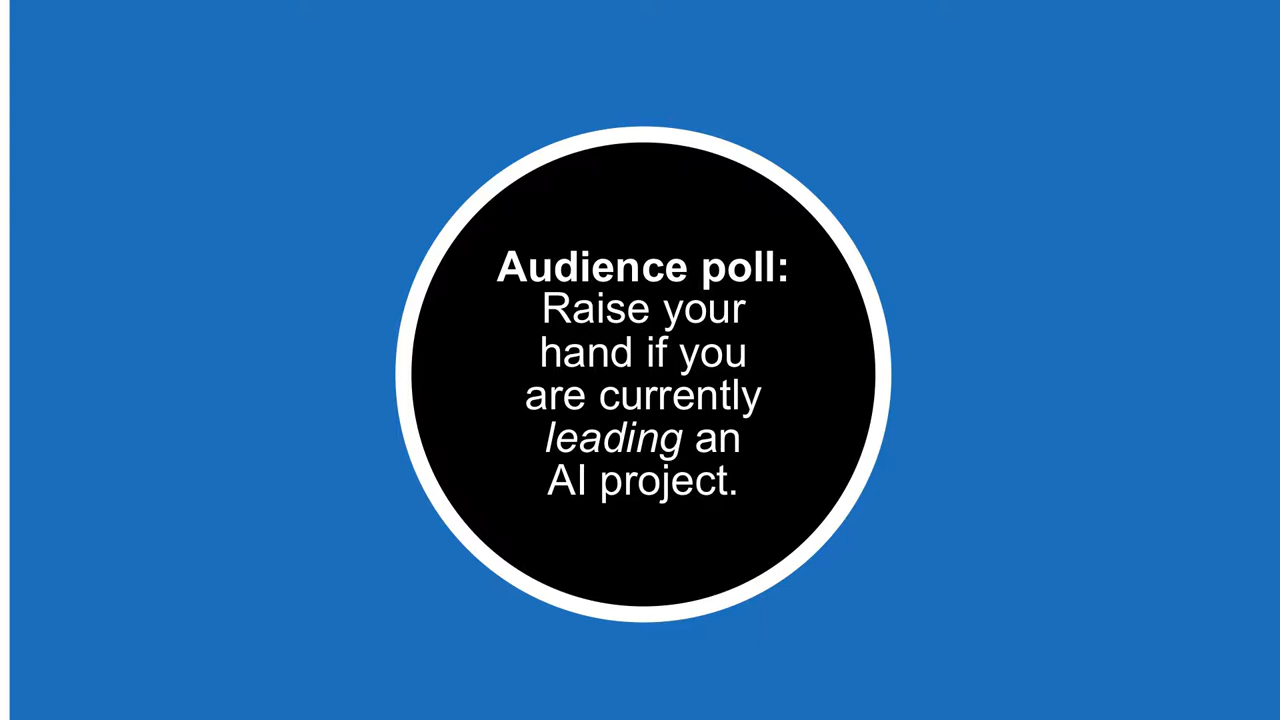 Audience poll:
Raise your
hand if you
are currently
leading an
AI project.